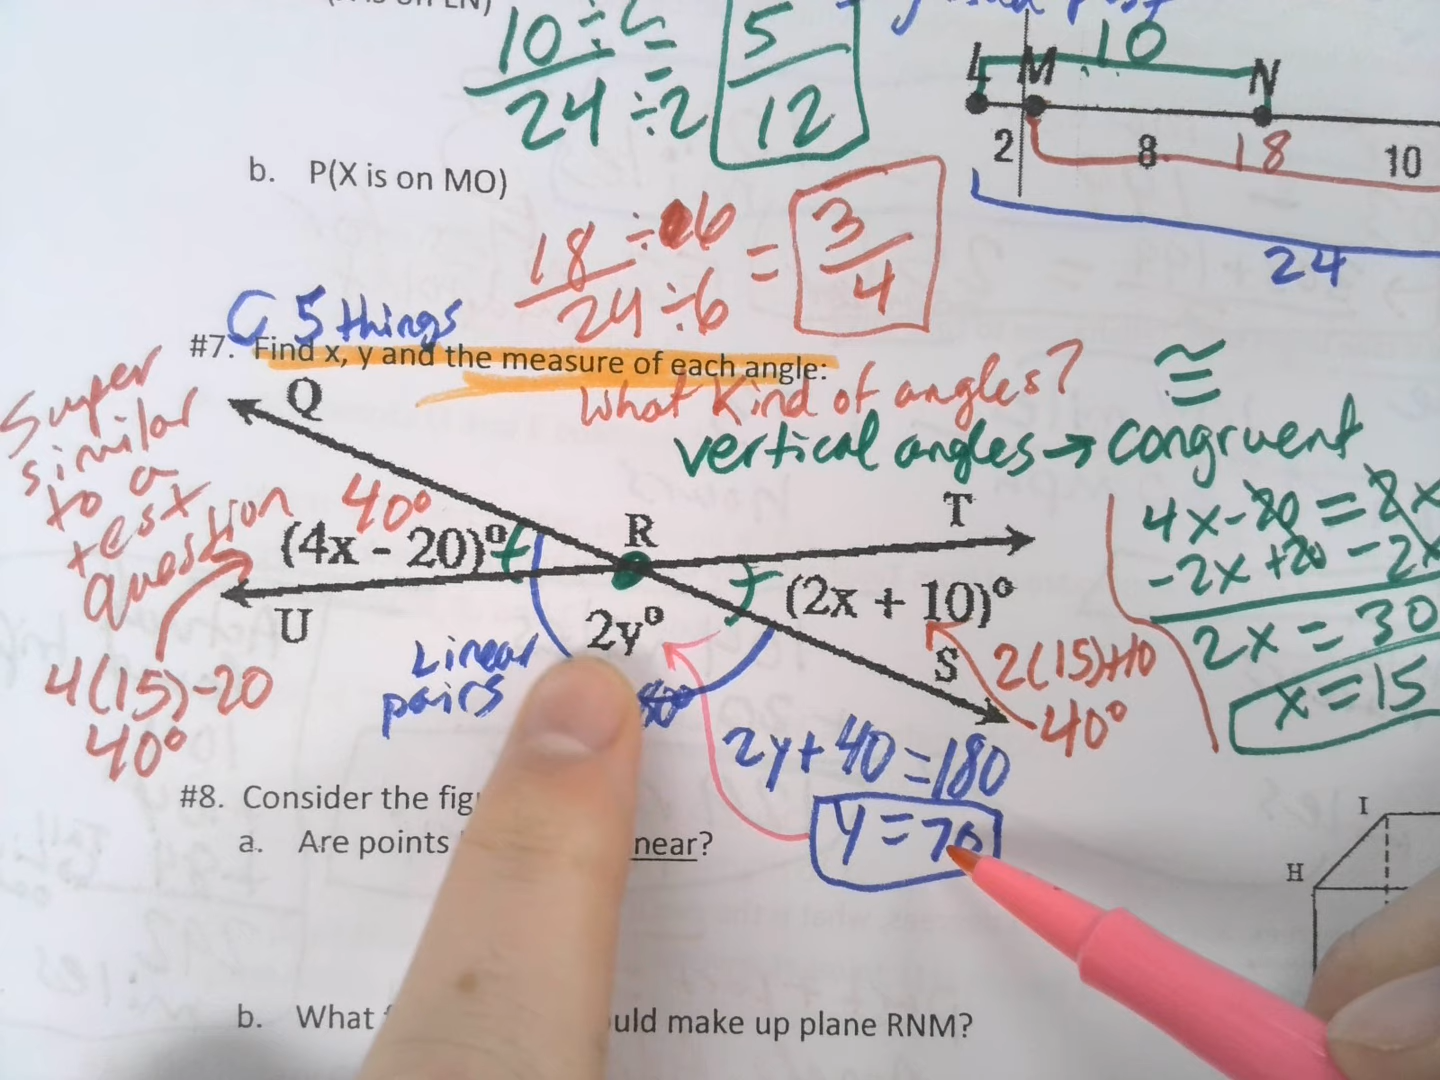 10 ÷ 2 =
24 ÷ 2
5
12
10
L M N
2 8 18 10
24
b. P(X is on MO)
18 ÷ 6 = 3
24 ÷ 6 4
5 things
#7. Find x, y and the measure of each angle:
What Kind of angles?
≅
vertical angles → congruent
Super
similar
to a
test
question
Q
40°
(4x - 20)°
R
T
U
2y°
(2x + 10)°
S
4x-20 = 2x
-2x +20 -2x
2x = 30
x = 15
Linear
pairs
4(15)-20
40°
2(15)+10
40°
2y + 40 = 180
y = 70
#8. Consider the fig
a. Are points near?
I
H
b. What uld make up plane RNM?